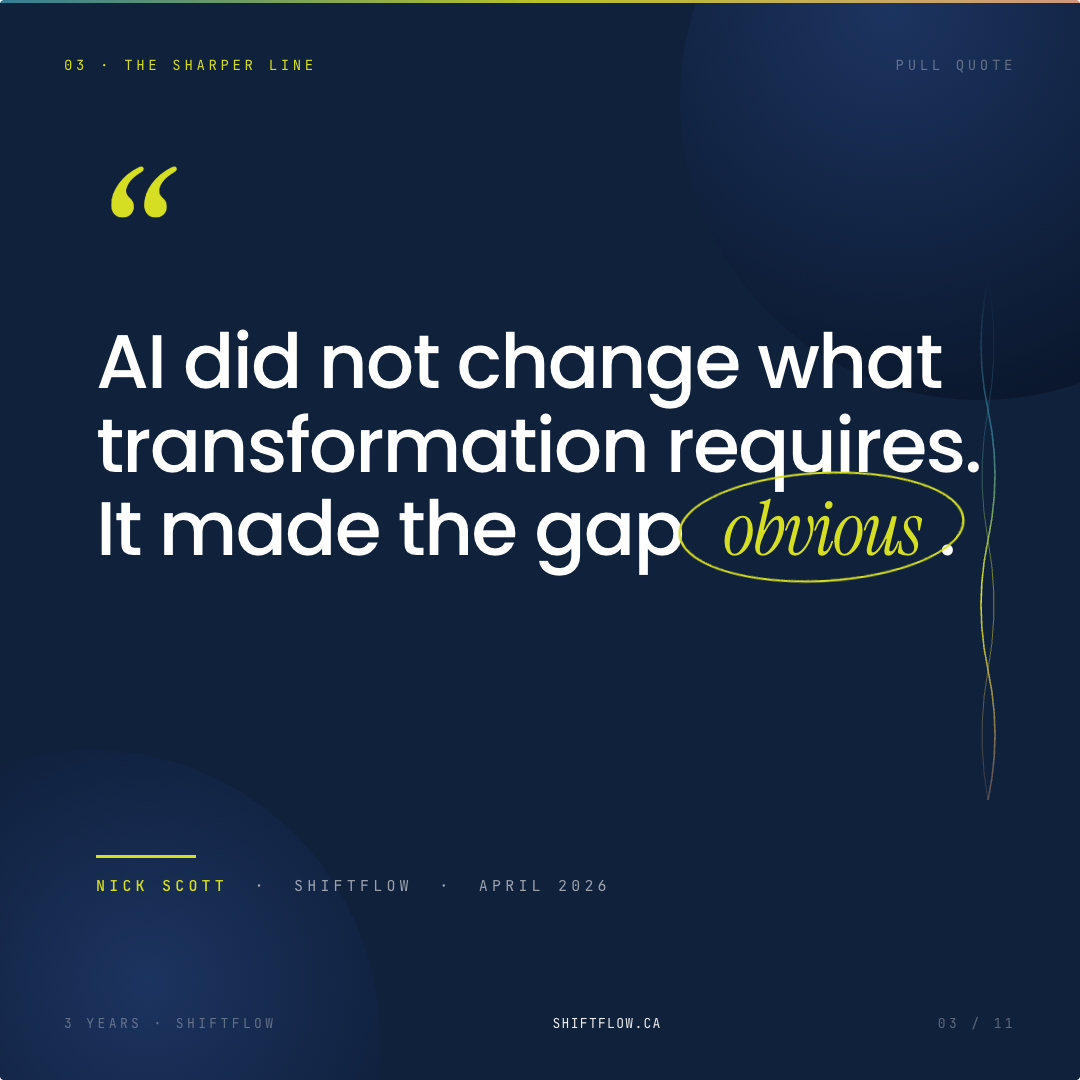 03 · THE SHARPER LINE
PULL QUOTE
“
AI did not change what
transformation requires.
It made the gap obvious .
NICK SCOTT · SHIFTFLOW · APRIL 2026
3 YEARS · SHIFTFLOW
SHIFTFLOW.CA
03 / 11